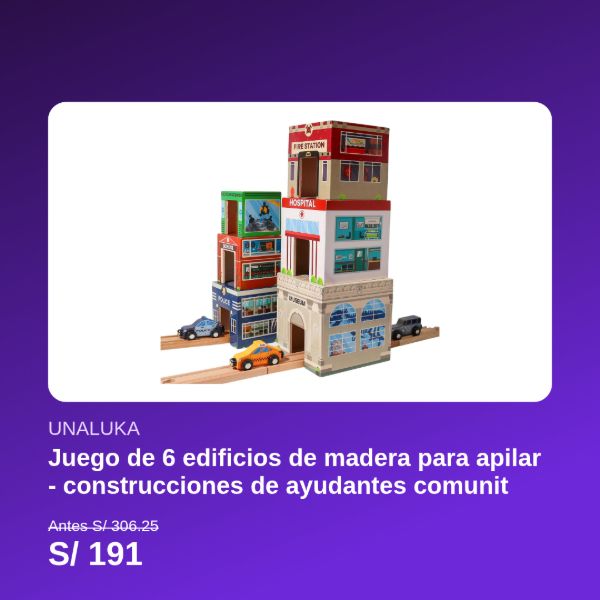 FIRE STATION
HOSPITAL
MUSEUM
POLICE
UNALUKA
Juego de 6 edificios de madera para apilar
- construcciones de ayudantes comunit
Antes S/ 306.25
S/ 191